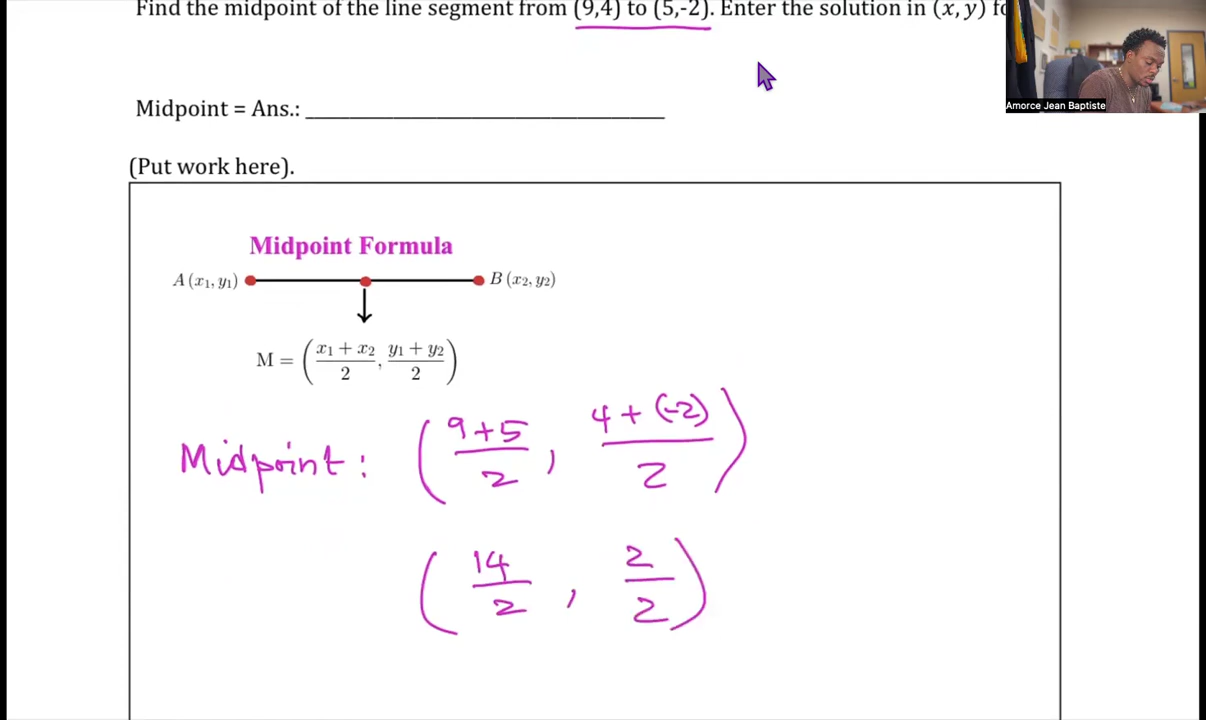 Find the midpoint of the line segment from (9,4) to (5,-2). Enter the solution in (x, y) fo
Amorce Jean Baptiste
Midpoint = Ans.: ________________________________
(Put work here).
Midpoint Formula
A (x₁, y₁) B (x₂, y₂)
M = ( (x₁ + x₂)/2 , (y₁ + y₂)/2 )
Midpoint : ( (9+5)/2 , (4 + (-2))/2 )
( 14/2 , 2/2 )